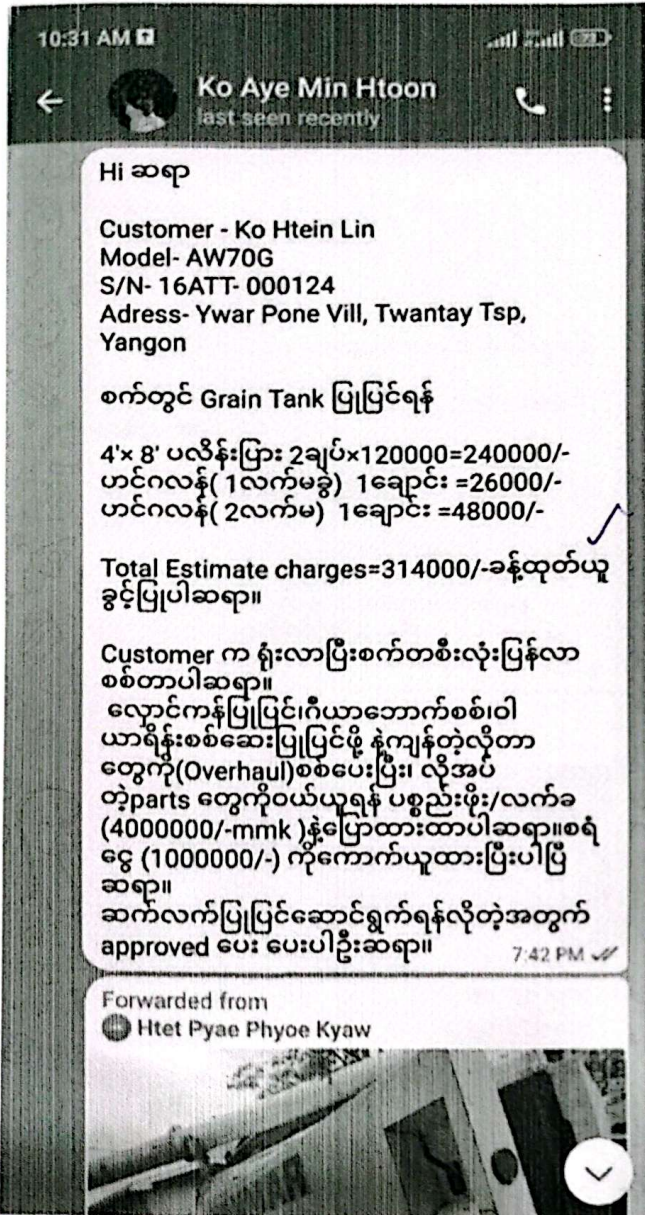 10:31 AM
Ko Aye Min Htoon
last seen recently
Hi ဆရာ
Customer - Ko Htein Lin
Model- AW70G
S/N- 16ATT- 000124
Adress- Ywar Pone Vill, Twantay Tsp,
Yangon
စက်တွင် Grain Tank ပြုပြင်ရန်
4'× 8' ပလိန်းပြား 2ချပ်×120000=240000/-
ဟင်ဂလန်( 1လက်မခွဲ) 1ချောင်း =26000/-
ဟင်ဂလန်( 2လက်မ) 1ချောင်း =48000/-
Total Estimate charges=314000/-ခန့်ထုတ်ယူ
ခွင့်ပြုပါဆရာ။
Customer က ရုံးလာပြီးစက်တစီးလုံးပြန်လာ
စစ်တာပါဆရာ။
လှောင်ကန်ပြုပြင်၊ဂီယာဘောက်စစ်၊ဝါ
ယာရိန်းစစ်ဆေးပြုပြင်ဖို့ နဲ့ကျန်တဲ့လိုတာ
တွေကို(Overhaul)စစ်ပေးပြီး၊ လိုအပ်
တဲ့parts တွေကိုဝယ်ယူရန် ပစ္စည်းဖိုး/လက်ခ
(4000000/-mmk )နဲ့ပြောထားထာပါဆရာ။စရံ
ငွေ (1000000/-) ကိုကောက်ယူထားပြီးပါပြီ
ဆရာ။
ဆက်လက်ပြုပြင်ဆောင်ရွက်ရန်လိုတဲ့အတွက်
approved ပေး ပေးပါဦးဆရာ။
7:42 PM
Forwarded from
Htet Pyae Phyoe Kyaw